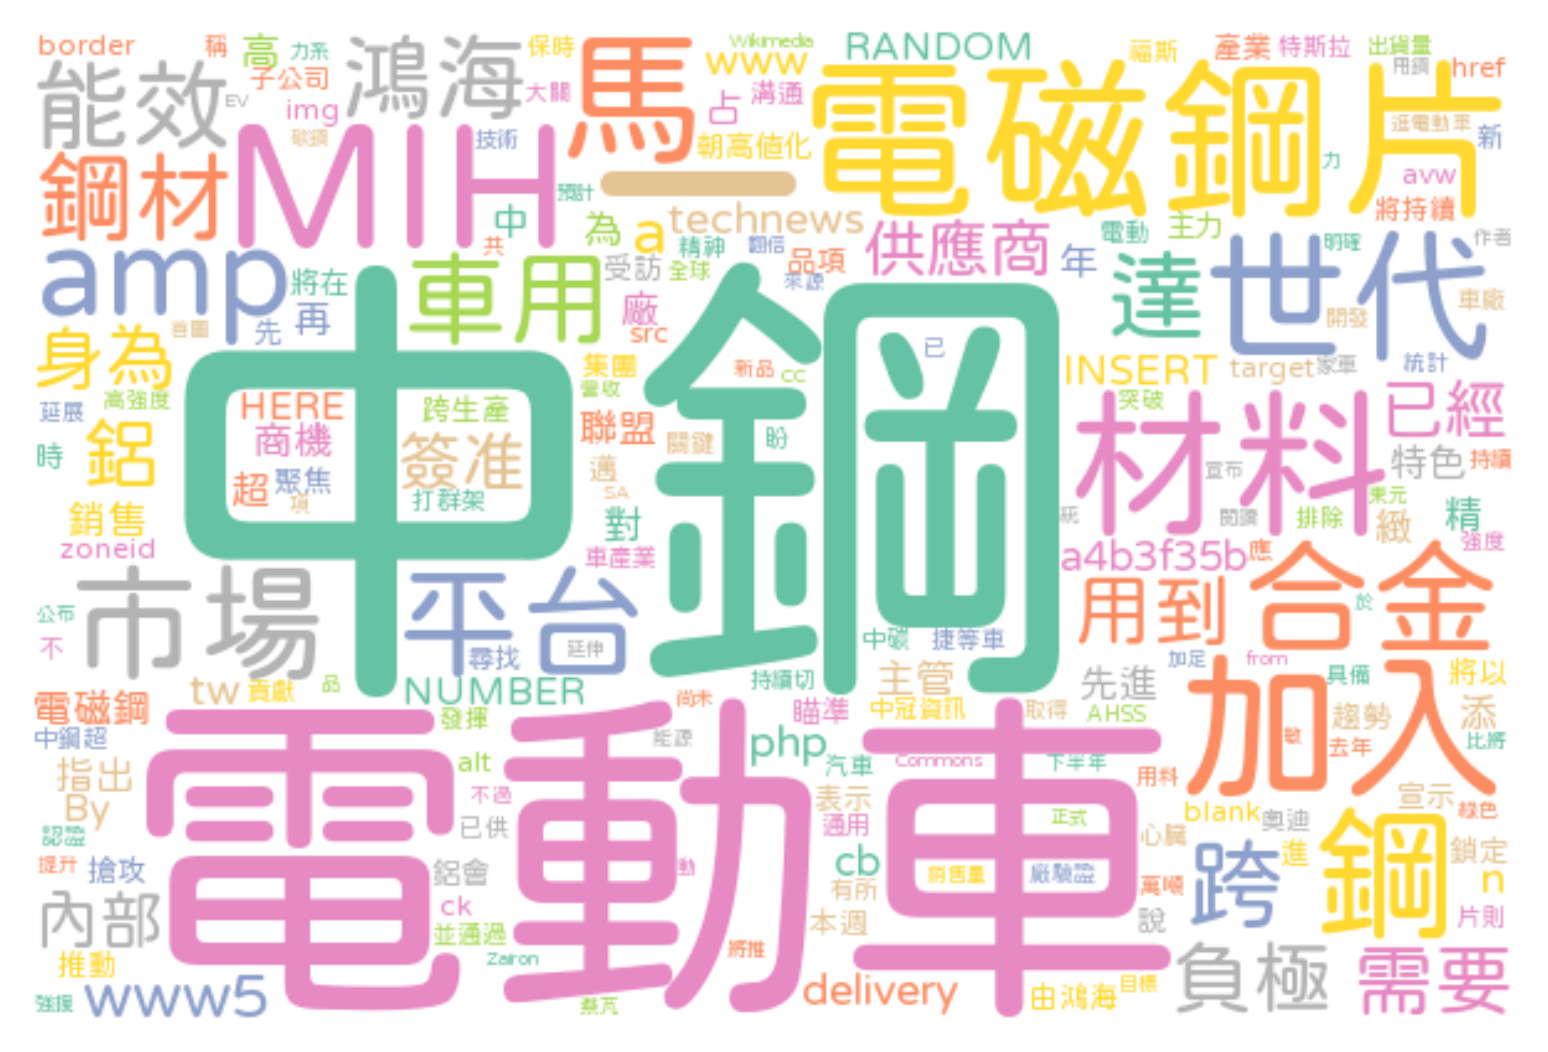 border
稱
高
力系
子公司
鴻海
保時
馬
Wikimedia
www
RANDOM
福斯
產業
特斯拉
出貨量
用鋼
href
能效
EV
img
大關
占
溝通
電磁鋼片
逛電動車
新
技術
朝高值化
力
avw
鋼材
MIH
預計
一
將持續
中
為
a
technews
供應商
電動
主力
共
精神
翻信
品項
年
明確
作者
amp
將在
車用
受訪
全球
來源
達
世代
車廠
先
再
廠
src
開發
身為
集團
新品
cc
已
INSERT
target
家車
統計
延展
高強度
HERE
跨生產
營收
中鋼
突破
已經
時
鋁
商機
簽准
聯盟
關鍵
盼
材料
特色
持續
超
聚焦
項
打群架
邁
SA
宣布
東元
銷售
對
閱讀
排除
緻
精
zoneid
車產業
a4b3f35b
應
強度
市場
平台
用到
合金
公布
不
尋找
延伸
中碳
捷等車
於
加足
from
tw
貢獻
品
NUMBER
持續切
主管
先進
具備
將以
電磁鋼
發揮
尚未
瞄準
中冠資訊
取得
AHSS
加入
趨勢
添
中鋼超
能源
php
汽車
Commons
下半年
去年
比將
指出
alt
電動車
用料
By
不過
表示
blank
奧迪
宣示
綠色
已供
通用
正式
心臟
提升
搶攻
鋁會
cb
銷售量
廠驗證
跨
進
鋼
鎖定
有所
萬噸
n
內部
ck
本週
說
片則
並通過
推動
Zairon
將推
負極
需要
強援
www5
delivery
由鴻海
目標